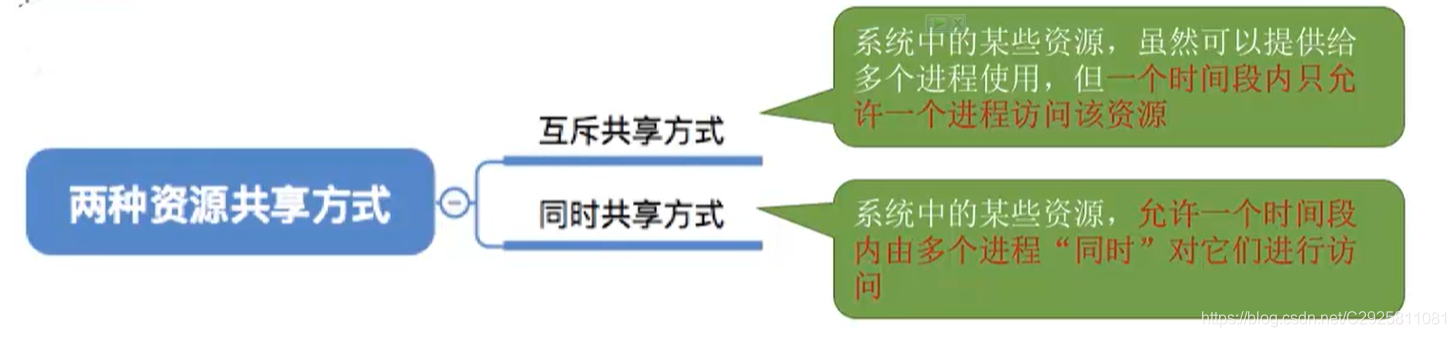 两种资源共享方式
互斥共享方式
同时共享方式
系统中的某些资源，虽然可以提供给
多个进程使用，但一个时间段内只允
许一个进程访问该资源
系统中的某些资源，允许一个时间段
内由多个进程“同时”对它们进行访
问
https://blog.csdn.net/C2925811081